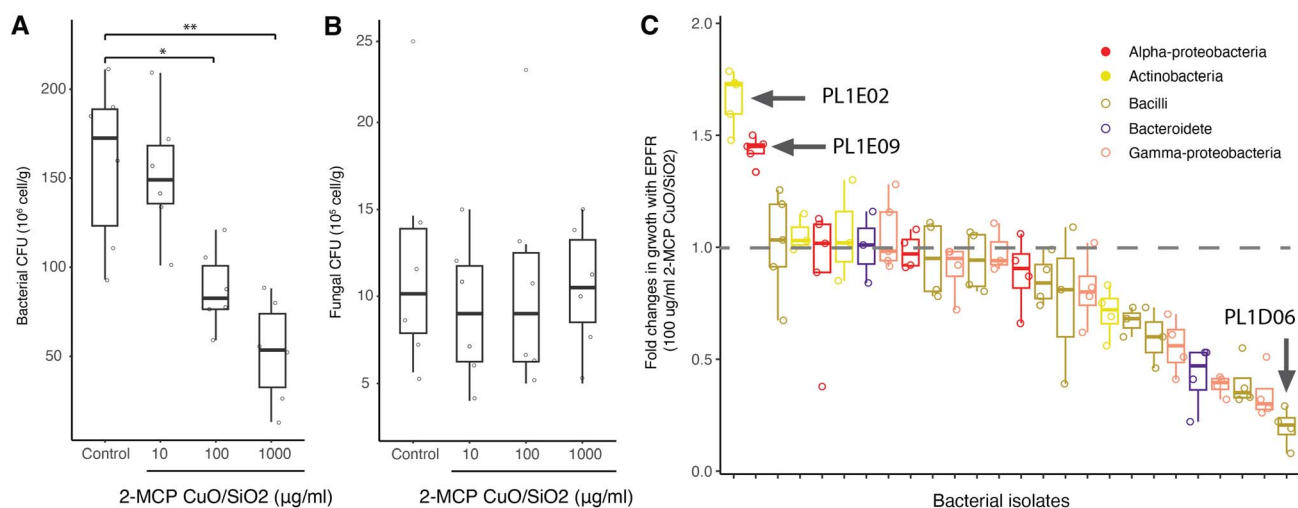 A
Bacterial CFU (10⁶ cell/g)
200
150
100
50
**
*
Control
10
100
1000
2-MCP CuO/SiO2 (µg/ml)
B
Fungal CFU (10⁵ cell/g)
25
20
15
10
5
Control
10
100
1000
2-MCP CuO/SiO2 (µg/ml)
C
Fold changes in grwoth with EPFR
(100 ug/ml 2-MCP CuO/SiO2)
2.0
1.5
1.0
0.5
0.0
PL1E02
PL1E09
PL1D06
Alpha-proteobacteria
Actinobacteria
Bacilli
Bacteroidete
Gamma-proteobacteria
Bacterial isolates